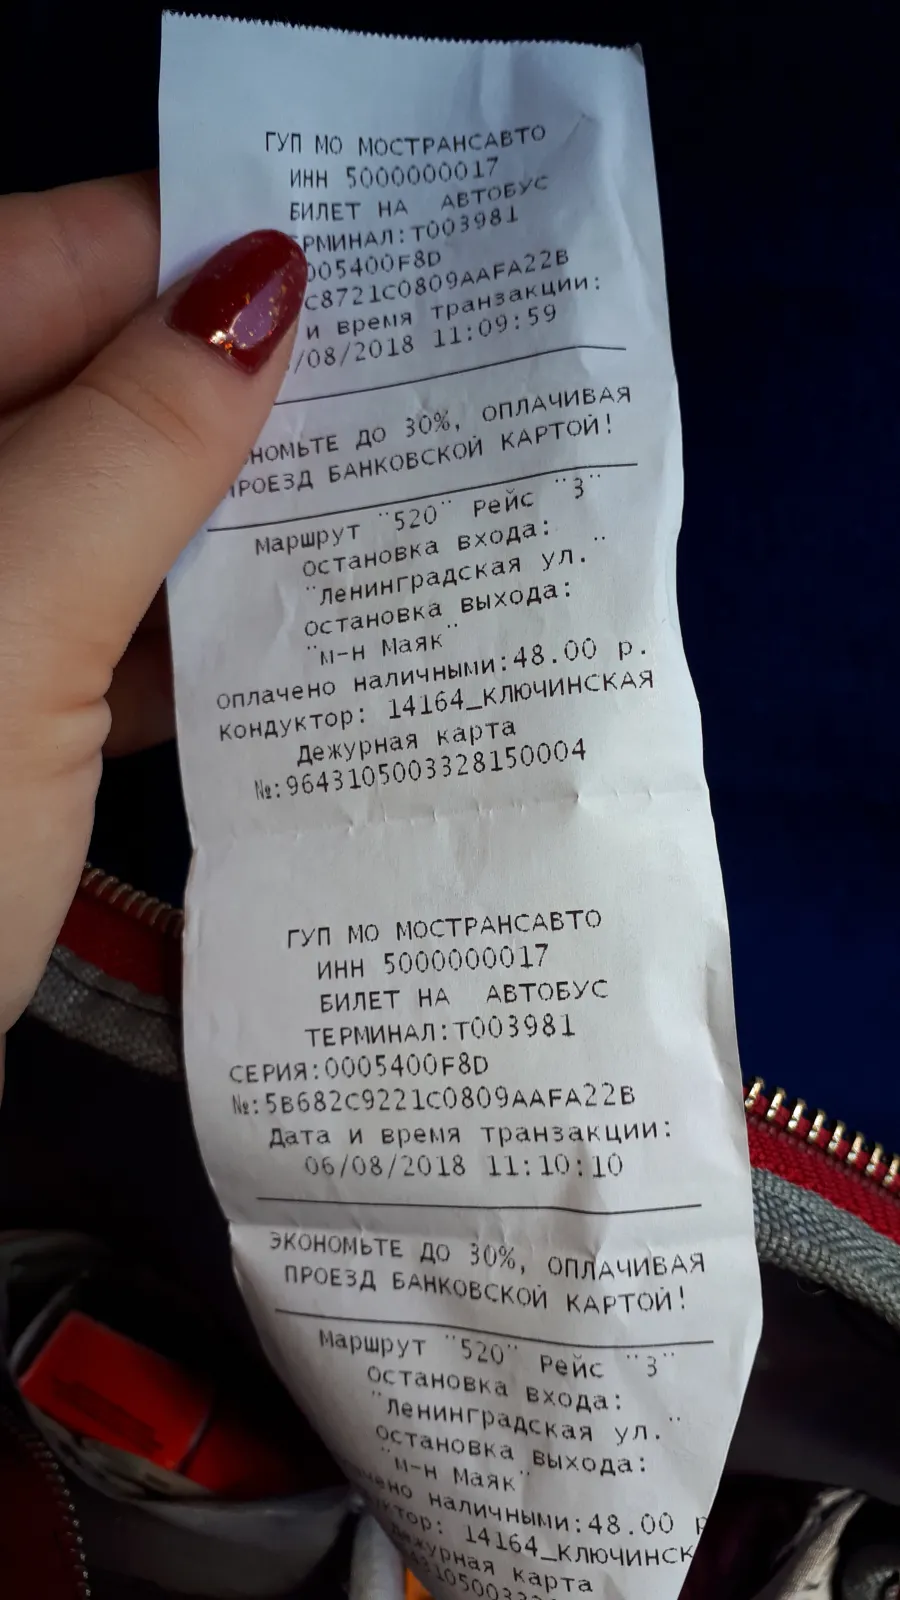 ГУП МО МОСТРАНСАВТО
ИНН 5000000017
БИЛЕТ НА АВТОБУС
ЕРМИНАЛ:Т003981
005400F8D
С8721С0809ААFA22В
и время транзакции:
/08/2018 11:09:59
НОМЬТЕ ДО 30%, ОПЛАЧИВАЯ
ПРОЕЗД БАНКОВСКОЙ КАРТОЙ!
Маршрут "520" Рейс "3"
Остановка входа:
"Ленинградская ул."
Остановка выхода:
"м-н Маяк"
Оплачено наличными:48.00 р.
Кондуктор: 14164_КЛЮЧИНСКАЯ
Дежурная карта
№:9643105003328150004
ГУП МО МОСТРАНСАВТО
ИНН 5000000017
БИЛЕТ НА АВТОБУС
ТЕРМИНАЛ:Т003981
СЕРИЯ:0005400F8D
№:5B682C9221C0809AAFA22B
Дата и время транзакции:
06/08/2018 11:10:10
ЭКОНОМЬТЕ ДО 30%, ОПЛАЧИВАЯ
ПРОЕЗД БАНКОВСКОЙ КАРТОЙ!
Маршрут "520" Рейс "3"
Остановка входа:
"Ленинградская ул."
Остановка выхода:
"м-н Маяк"
чено наличными:48.00 р
ктор: 14164_КЛЮЧИНСК
Дежурная карта